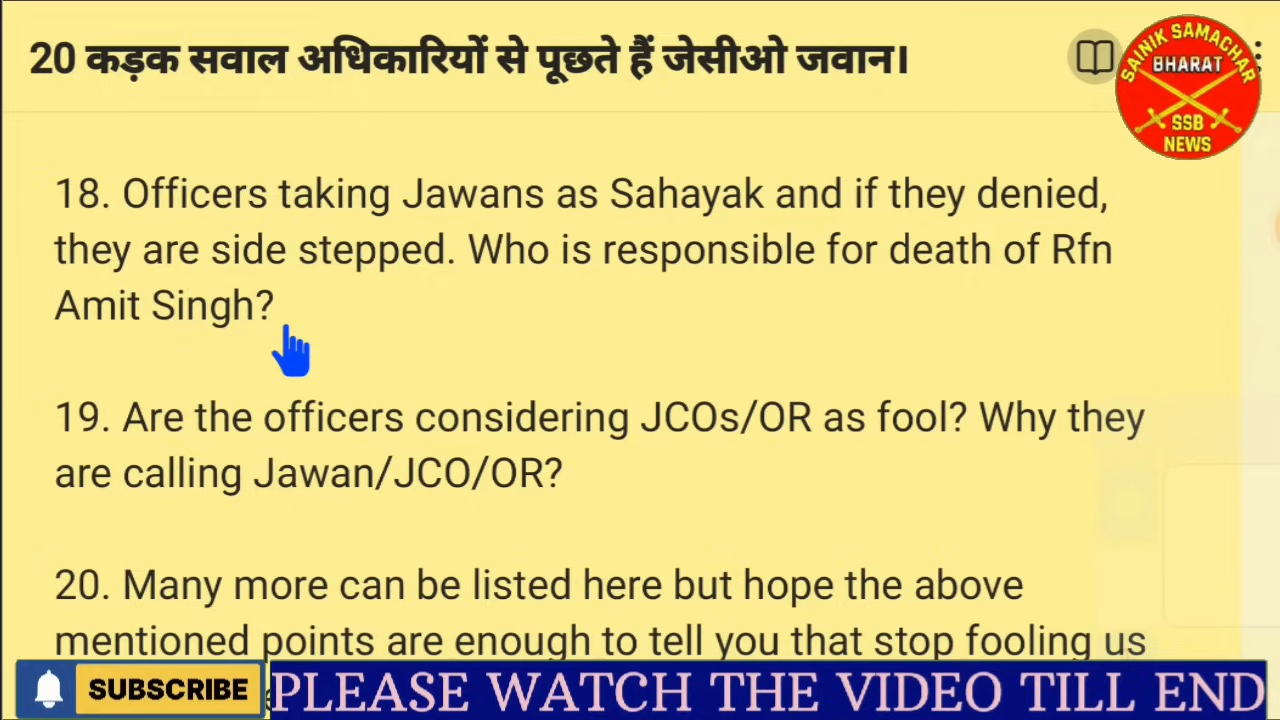 20 कड़क सवाल अधिकारियों से पूछते हैं जेसीओ जवान।
SAINIK SAMACHAR
BHARAT
SSB
NEWS
18. Officers taking Jawans as Sahayak and if they denied,
they are side stepped. Who is responsible for death of Rfn
Amit Singh?
19. Are the officers considering JCOs/OR as fool? Why they
are calling Jawan/JCO/OR?
20. Many more can be listed here but hope the above
mentioned points are enough to tell you that stop fooling us
SUBSCRIBE
PLEASE WATCH THE VIDEO TILL END